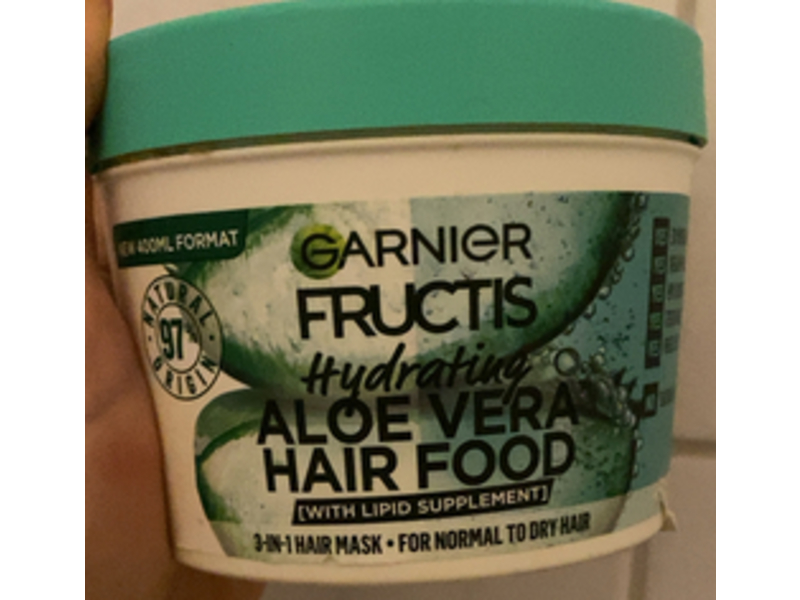 NEW 400ML FORMAT
NATURAL
97%
ORIGIN
GARNIER
FRUCTIS
Hydrating
ALOE VERA
HAIR FOOD
[WITH LIPID SUPPLEMENT]
3-IN-1 HAIR MASK • FOR NORMAL TO DRY HAIR